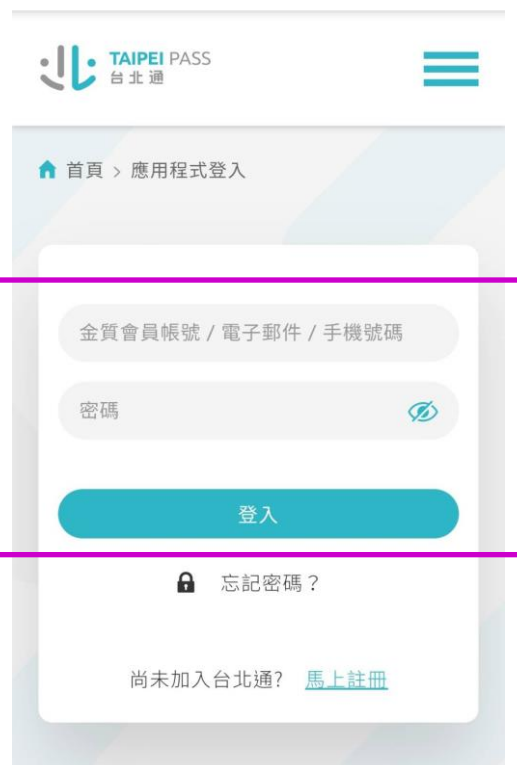 TAIPEI PASS
台北通
首頁 > 應用程式登入
金質會員帳號 / 電子郵件 / 手機號碼
密碼
登入
忘記密碼？
尚未加入台北通? 馬上註冊